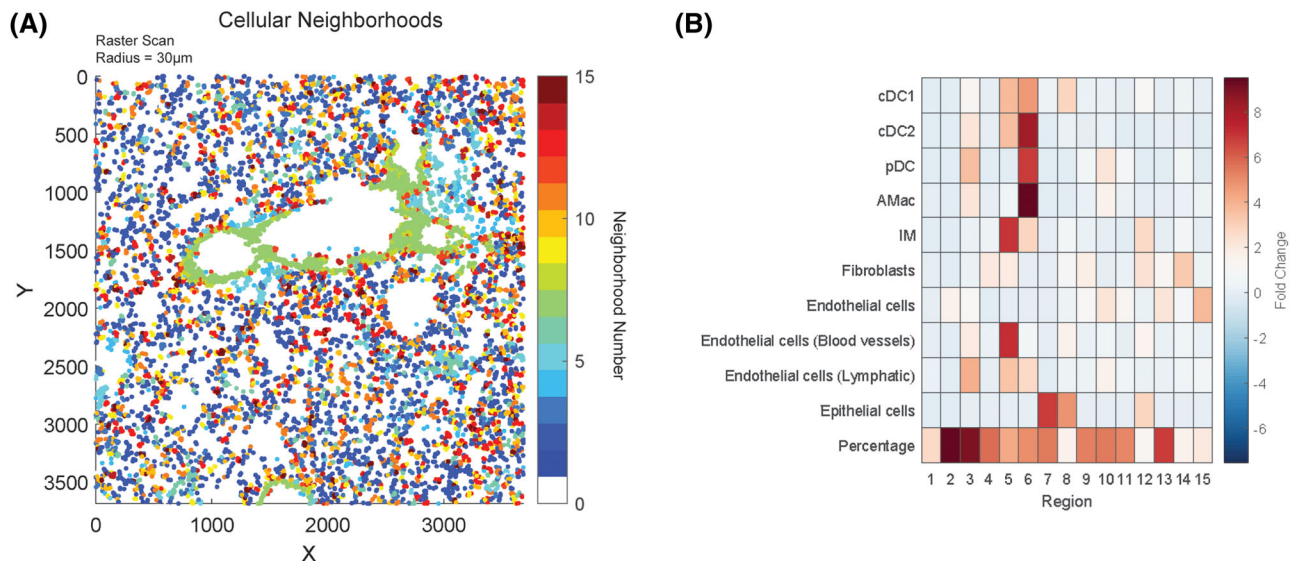 (A)
Cellular Neighborhoods
Raster Scan
Radius = 30µm
0
500
1000
1500
2000
2500
3000
3500
Y
0 1000 2000 3000
X
15
10
5
0
Neighborhood Number
(B)
cDC1
cDC2
pDC
AMac
IM
Fibroblasts
Endothelial cells
Endothelial cells (Blood vessels)
Endothelial cells (Lymphatic)
Epithelial cells
Percentage
1 2 3 4 5 6 7 8 9 10 11 12 13 14 15
Region
8
6
4
2
0
-2
-4
-6
Fold Change